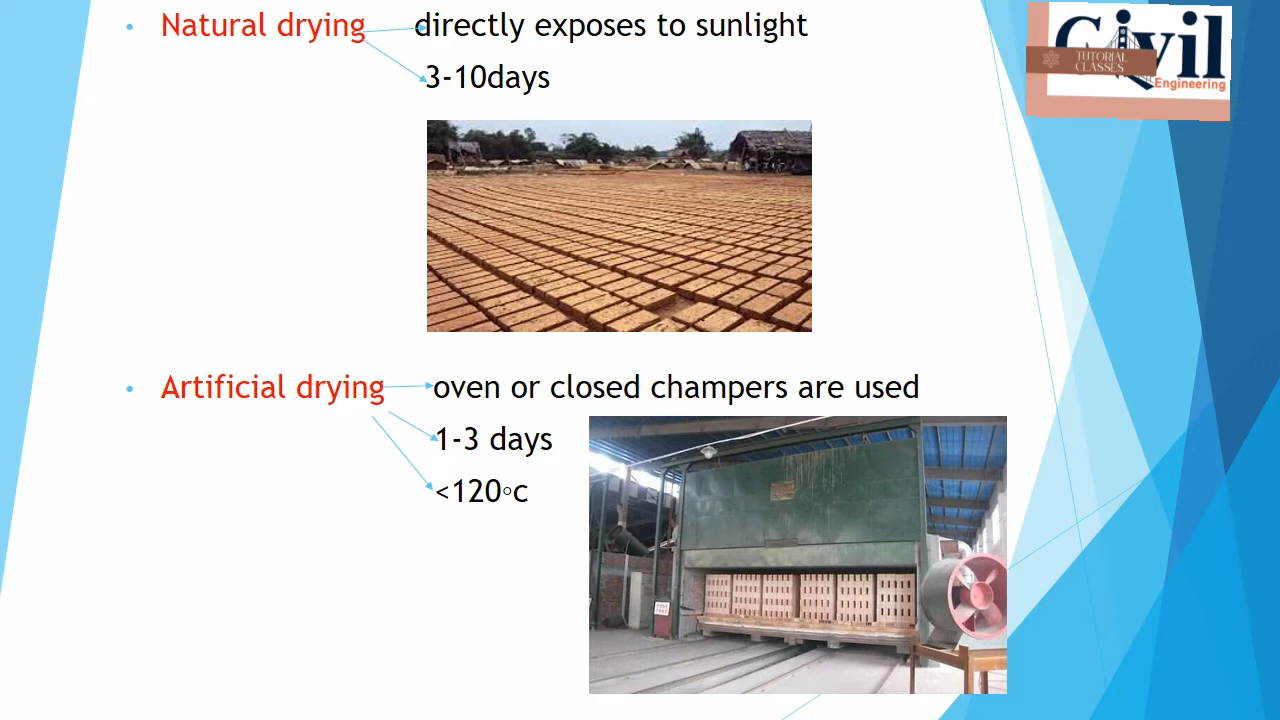 • Natural drying directly exposes to sunlight
3-10days
• Artificial drying oven or closed champers are used
1-3 days
<120°c
Civil
TUTORIAL
CLASSES
Engineering